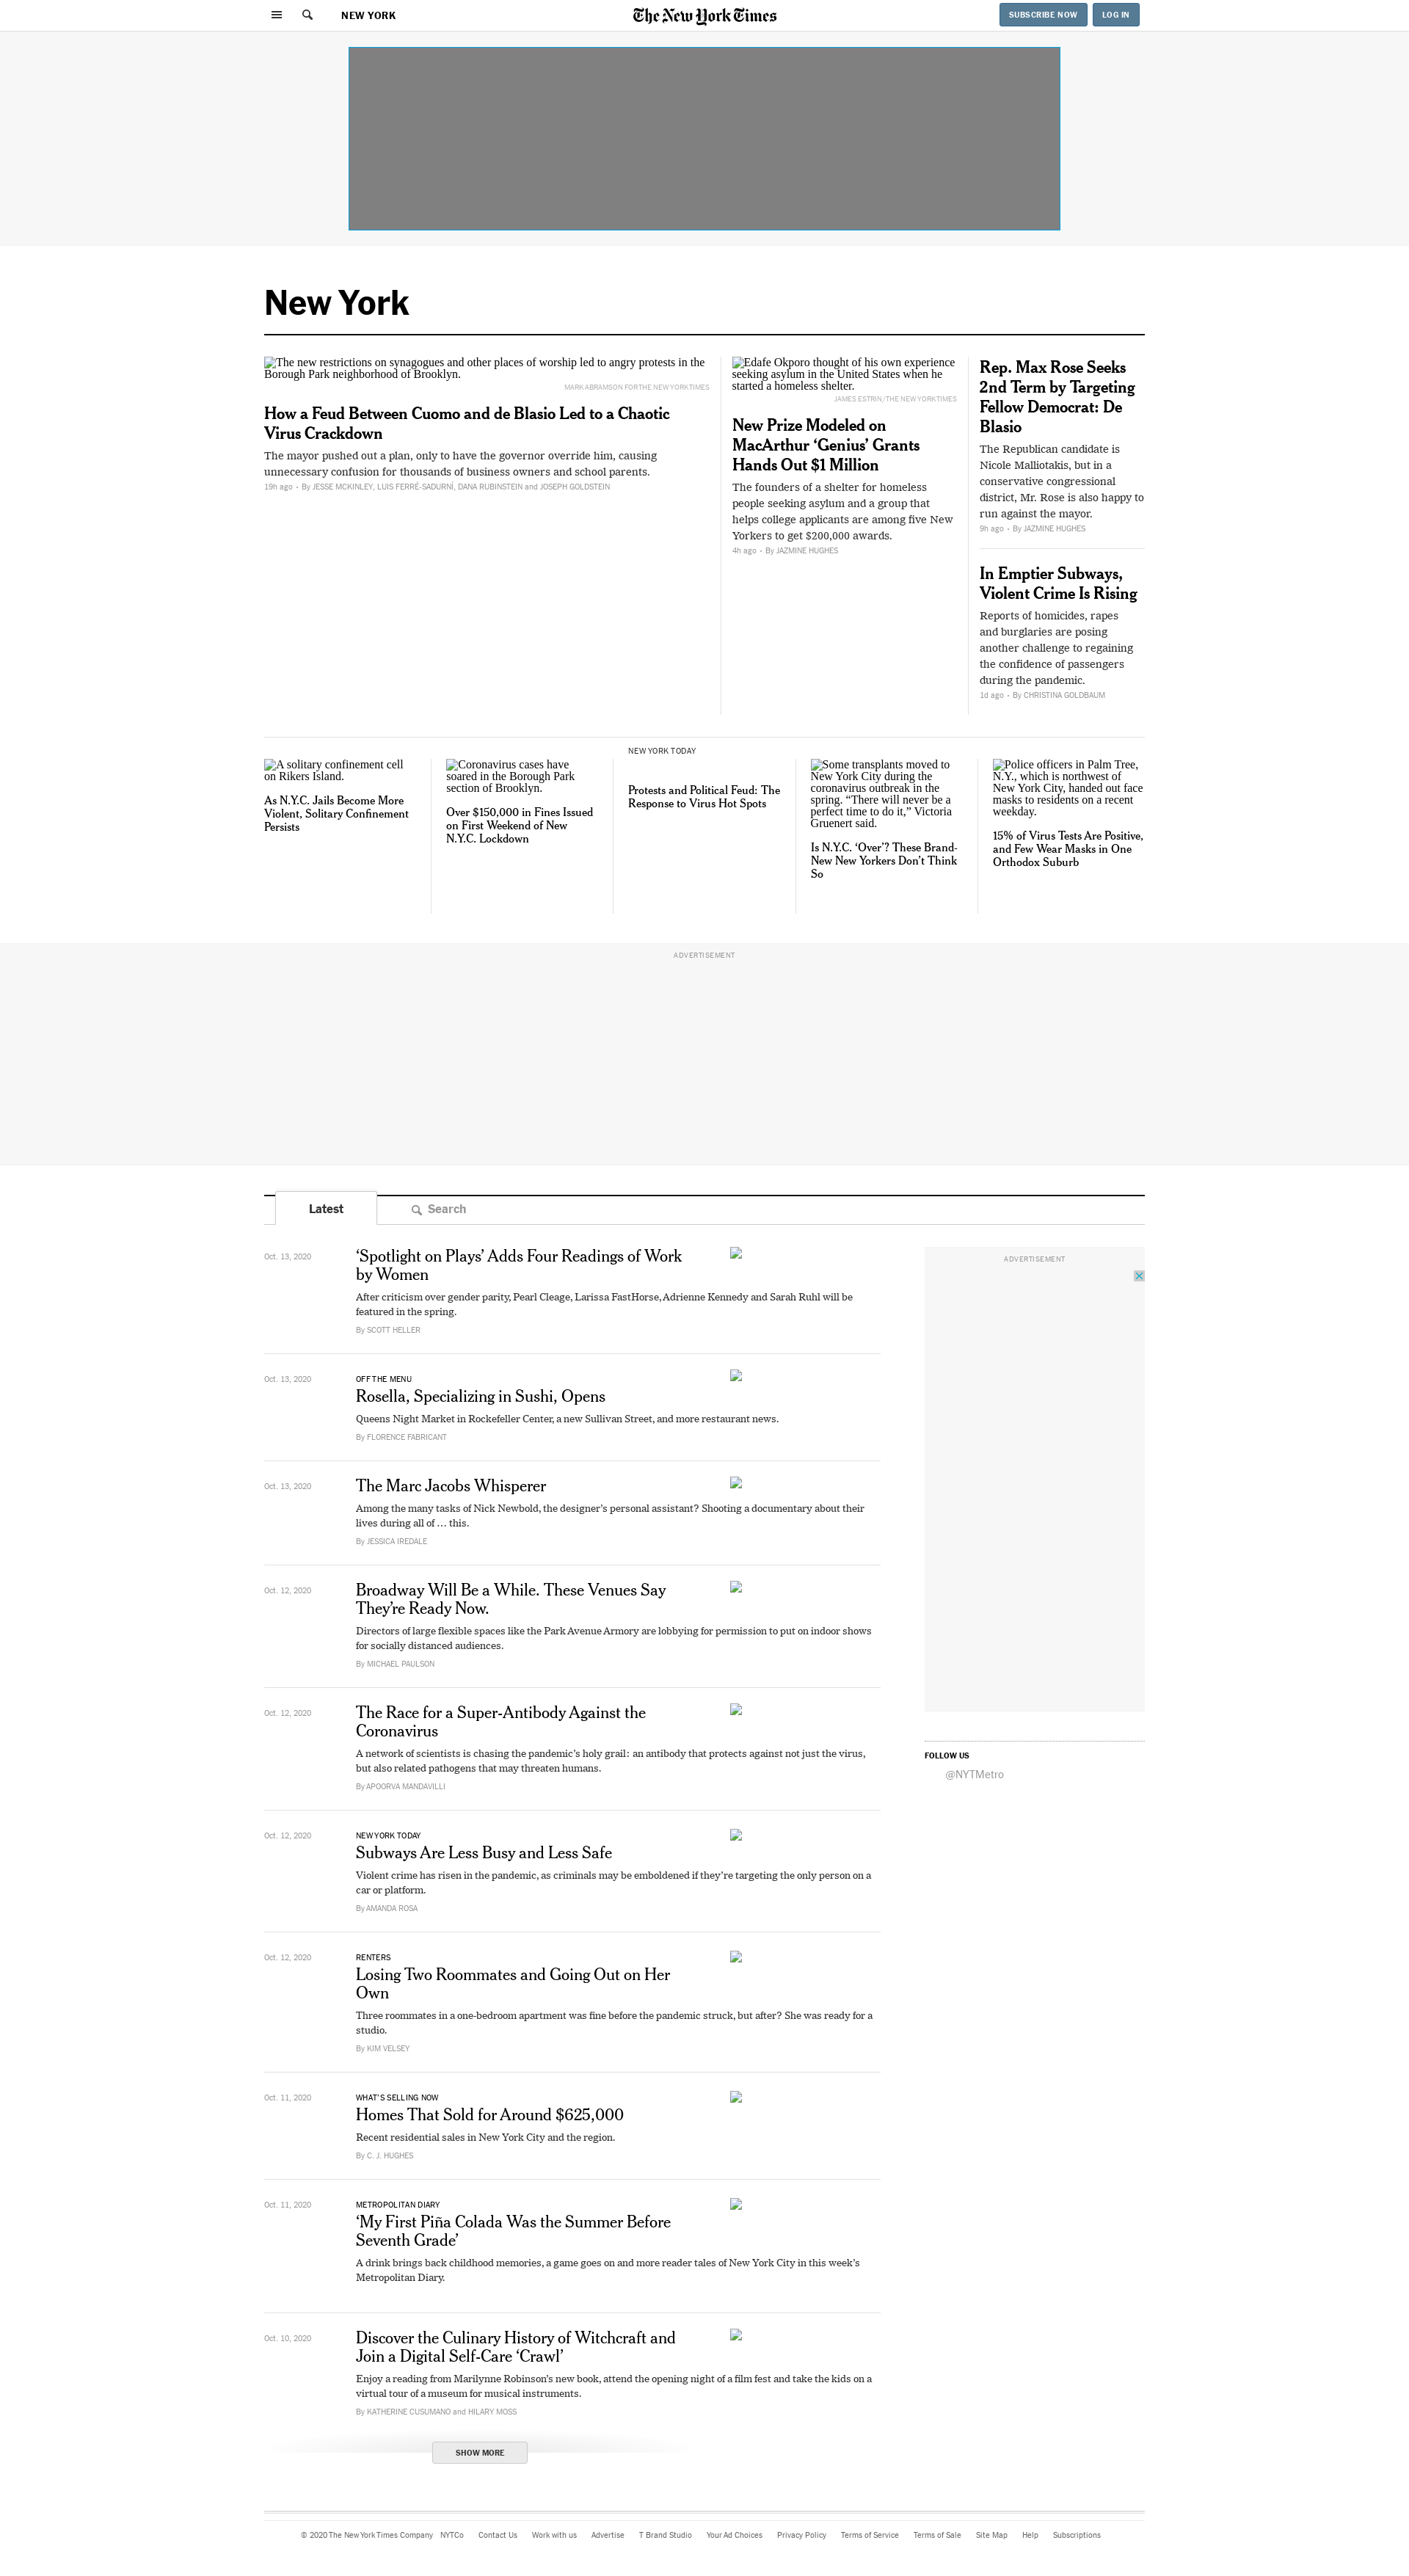 NEW YORK
The New York Times
SUBSCRIBE NOW
LOG IN
New York
The new restrictions on synagogues and other places of worship led to angry protests in the
Borough Park neighborhood of Brooklyn.
MARK ABRAMSON FOR THE NEW YORK TIMES
How a Feud Between Cuomo and de Blasio Led to a Chaotic
Virus Crackdown
The mayor pushed out a plan, only to have the governor override him, causing
unnecessary confusion for thousands of business owners and school parents.
19h ago • By JESSE MCKINLEY, LUIS FERRÉ-SADURNÍ, DANA RUBINSTEIN and JOSEPH GOLDSTEIN
Edafe Okporo thought of his own experience
seeking asylum in the United States when he
started a homeless shelter.
JAMES ESTRIN/THE NEW YORK TIMES
New Prize Modeled on
MacArthur ‘Genius’ Grants
Hands Out $1 Million
The founders of a shelter for homeless
people seeking asylum and a group that
helps college applicants are among five New
Yorkers to get $200,000 awards.
4h ago • By JAZMINE HUGHES
Rep. Max Rose Seeks
2nd Term by Targeting
Fellow Democrat: De
Blasio
The Republican candidate is
Nicole Malliotakis, but in a
conservative congressional
district, Mr. Rose is also happy to
run against the mayor.
9h ago • By JAZMINE HUGHES
In Emptier Subways,
Violent Crime Is Rising
Reports of homicides, rapes
and burglaries are posing
another challenge to regaining
the confidence of passengers
during the pandemic.
1d ago • By CHRISTINA GOLDBAUM
A solitary confinement cell
on Rikers Island.
As N.Y.C. Jails Become More
Violent, Solitary Confinement
Persists
Coronavirus cases have
soared in the Borough Park
section of Brooklyn.
Over $150,000 in Fines Issued
on First Weekend of New
N.Y.C. Lockdown
NEW YORK TODAY
Protests and Political Feud: The
Response to Virus Hot Spots
Some transplants moved to
New York City during the
coronavirus outbreak in the
spring. “There will never be a
perfect time to do it,” Victoria
Gruenert said.
Is N.Y.C. ‘Over’? These Brand-
New New Yorkers Don’t Think
So
Police officers in Palm Tree,
N.Y., which is northwest of
New York City, handed out face
masks to residents on a recent
weekday.
15% of Virus Tests Are Positive,
and Few Wear Masks in One
Orthodox Suburb
ADVERTISEMENT
Latest
Search
Oct. 13, 2020
‘Spotlight on Plays’ Adds Four Readings of Work
by Women
After criticism over gender parity, Pearl Cleage, Larissa FastHorse, Adrienne Kennedy and Sarah Ruhl will be
featured in the spring.
By SCOTT HELLER
ADVERTISEMENT
Oct. 13, 2020
OFF THE MENU
Rosella, Specializing in Sushi, Opens
Queens Night Market in Rockefeller Center, a new Sullivan Street, and more restaurant news.
By FLORENCE FABRICANT
Oct. 13, 2020
The Marc Jacobs Whisperer
Among the many tasks of Nick Newbold, the designer’s personal assistant? Shooting a documentary about their
lives during all of … this.
By JESSICA IREDALE
Oct. 12, 2020
Broadway Will Be a While. These Venues Say
They’re Ready Now.
Directors of large flexible spaces like the Park Avenue Armory are lobbying for permission to put on indoor shows
for socially distanced audiences.
By MICHAEL PAULSON
Oct. 12, 2020
The Race for a Super-Antibody Against the
Coronavirus
A network of scientists is chasing the pandemic’s holy grail: an antibody that protects against not just the virus,
but also related pathogens that may threaten humans.
By APOORVA MANDAVILLI
FOLLOW US
@NYTMetro
Oct. 12, 2020
NEW YORK TODAY
Subways Are Less Busy and Less Safe
Violent crime has risen in the pandemic, as criminals may be emboldened if they’re targeting the only person on a
car or platform.
By AMANDA ROSA
Oct. 12, 2020
RENTERS
Losing Two Roommates and Going Out on Her
Own
Three roommates in a one-bedroom apartment was fine before the pandemic struck, but after? She was ready for a
studio.
By KIM VELSEY
Oct. 11, 2020
WHAT’S SELLING NOW
Homes That Sold for Around $625,000
Recent residential sales in New York City and the region.
By C. J. HUGHES
Oct. 11, 2020
METROPOLITAN DIARY
‘My First Piña Colada Was the Summer Before
Seventh Grade’
A drink brings back childhood memories, a game goes on and more reader tales of New York City in this week’s
Metropolitan Diary.
Oct. 10, 2020
Discover the Culinary History of Witchcraft and
Join a Digital Self-Care ‘Crawl’
Enjoy a reading from Marilynne Robinson’s new book, attend the opening night of a film fest and take the kids on a
virtual tour of a museum for musical instruments.
By KATHERINE CUSUMANO and HILARY MOSS
SHOW MORE
© 2020 The New York Times Company NYTCo Contact Us Work with us Advertise T Brand Studio Your Ad Choices Privacy Policy Terms of Service Terms of Sale Site Map Help Subscriptions